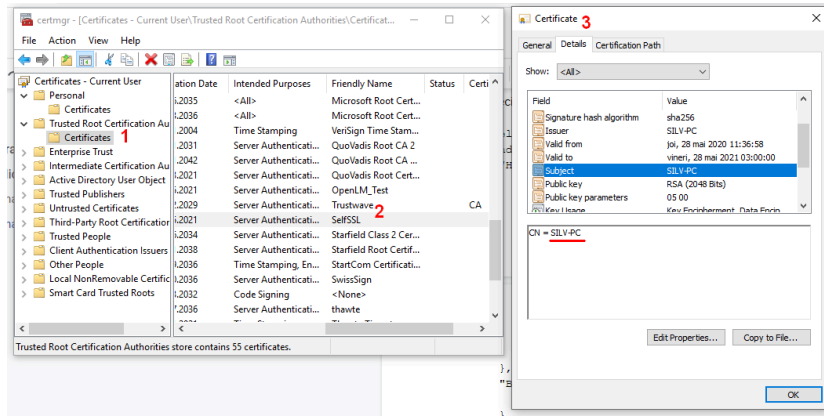 certmgr - [Certificates - Current User\Trusted Root Certification Authorities\Certificat...
File Action View Help
Certificates - Current User
Personal
Certificates
Trusted Root Certification Au
Certificates 1
Enterprise Trust
Intermediate Certification Au
Active Directory User Object
Trusted Publishers
Untrusted Certificates
Third-Party Root Certification
Trusted People
Client Authentication Issuers
Other People
Local NonRemovable Certific
Smart Card Trusted Roots
ation Date Intended Purposes Friendly Name Status Certi
.2035 <All> Microsoft Root Cert...
.2036 <All> Microsoft Root Cert...
.2004 Time Stamping VeriSign Time Stam...
.2031 Server Authenticati... QuoVadis Root CA 2
.2042 Server Authenticati... QuoVadis Root CA ...
.2021 Server Authenticati... QuoVadis Root Cert...
.2021 Server Authenticati... OpenLM_Test
.2029 Server Authenticati... Trustwave CA
.2021 Server Authenticati... SelfSSL 2
.2034 Server Authenticati... Starfield Class 2 Cer...
.2038 Server Authenticati... Starfield Root Certif...
.2036 Time Stamping, En... StartCom Certificati...
.2036 Server Authenticati... SwissSign
.2032 Code Signing <None>
.2036 Server Authenticati... thawte
Trusted Root Certification Authorities store contains 55 certificates.
Certificate 3
General Details Certification Path
Show: <All>
Field Value
Signature hash algorithm sha256
Issuer SILV-PC
Valid from joi, 28 mai 2020 11:36:58
Valid to vineri, 28 mai 2021 03:00:00
Subject SILV-PC
Public key RSA (2048 Bits)
Public key parameters 05 00
Key Usage Key Encipherment, Data Encip
CN = SILV-PC
Edit Properties... Copy to File...
OK